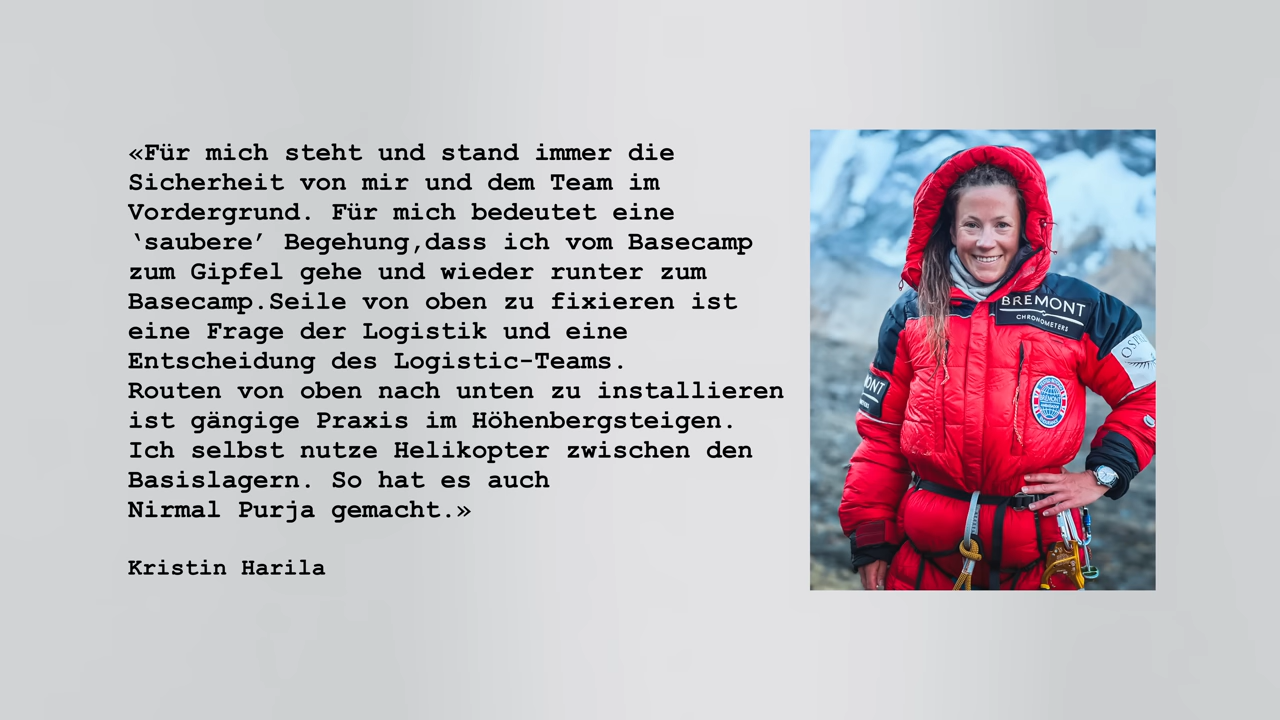 «Für mich steht und stand immer die
Sicherheit von mir und dem Team im
Vordergrund. Für mich bedeutet eine
‘saubere’ Begehung,dass ich vom Basecamp
zum Gipfel gehe und wieder runter zum
Basecamp.Seile von oben zu fixieren ist
eine Frage der Logistik und eine
Entscheidung des Logistic-Teams.
Routen von oben nach unten zu installieren
ist gängige Praxis im Höhenbergsteigen.
Ich selbst nutze Helikopter zwischen den
Basislagern. So hat es auch
Nirmal Purja gemacht.»
Kristin Harila
BREMONT
CHRONOMETERS